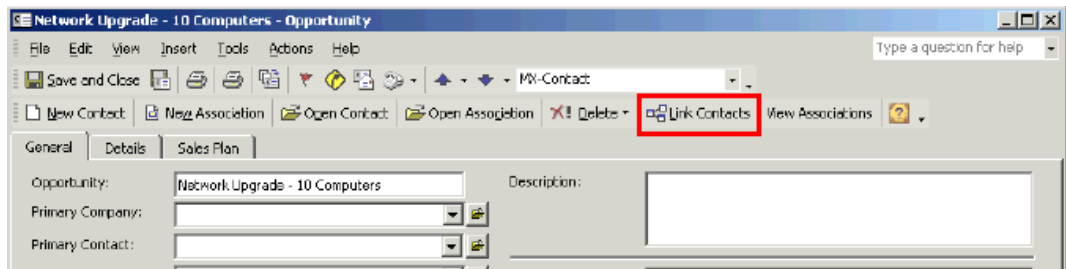 Network Upgrade - 10 Computers - Opportunity
File Edit View Insert Tools Actions Help Type a question for help
Save and Close MX-Contact
New Contact New Association Open Contact Open Association Delete Link Contacts View Associations
General Details Sales Plan
Opportunity: Network Upgrade - 10 Computers Description:
Primary Company:
Primary Contact: